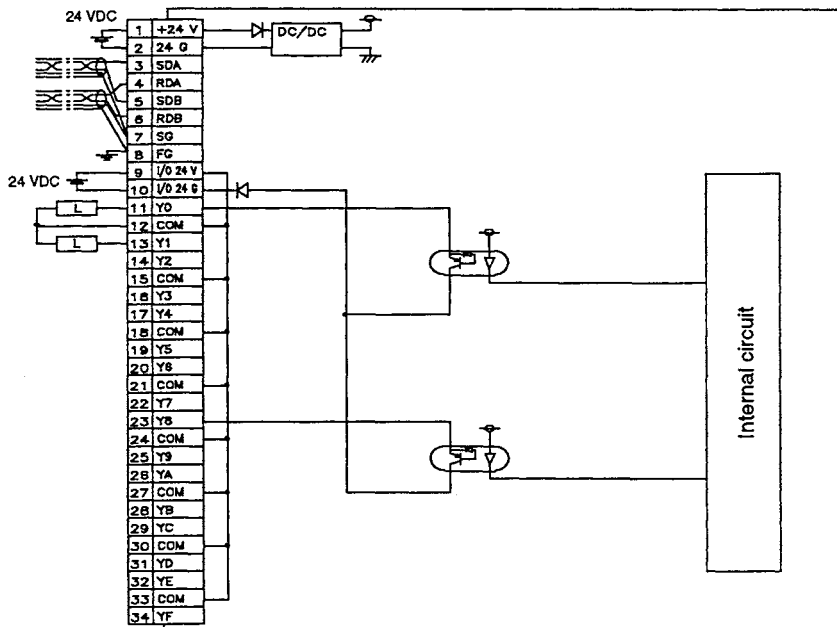 24 VDC
1 +24 V
DC/DC
2 24 G
3 SDA
4 RDA
5 SDB
6 RDB
7 SG
8 FG
9 I/O 24 V
24 VDC
10 I/O 24 G
L 11 Y0
12 COM
L 13 Y1
14 Y2
15 COM
16 Y3
17 Y4
18 COM
19 Y5
20 Y6
21 COM
22 Y7
23 Y8
24 COM
25 Y9
26 YA
27 COM
28 YB
29 YC
30 COM
31 YD
32 YE
33 COM
34 YF
Internal circuit